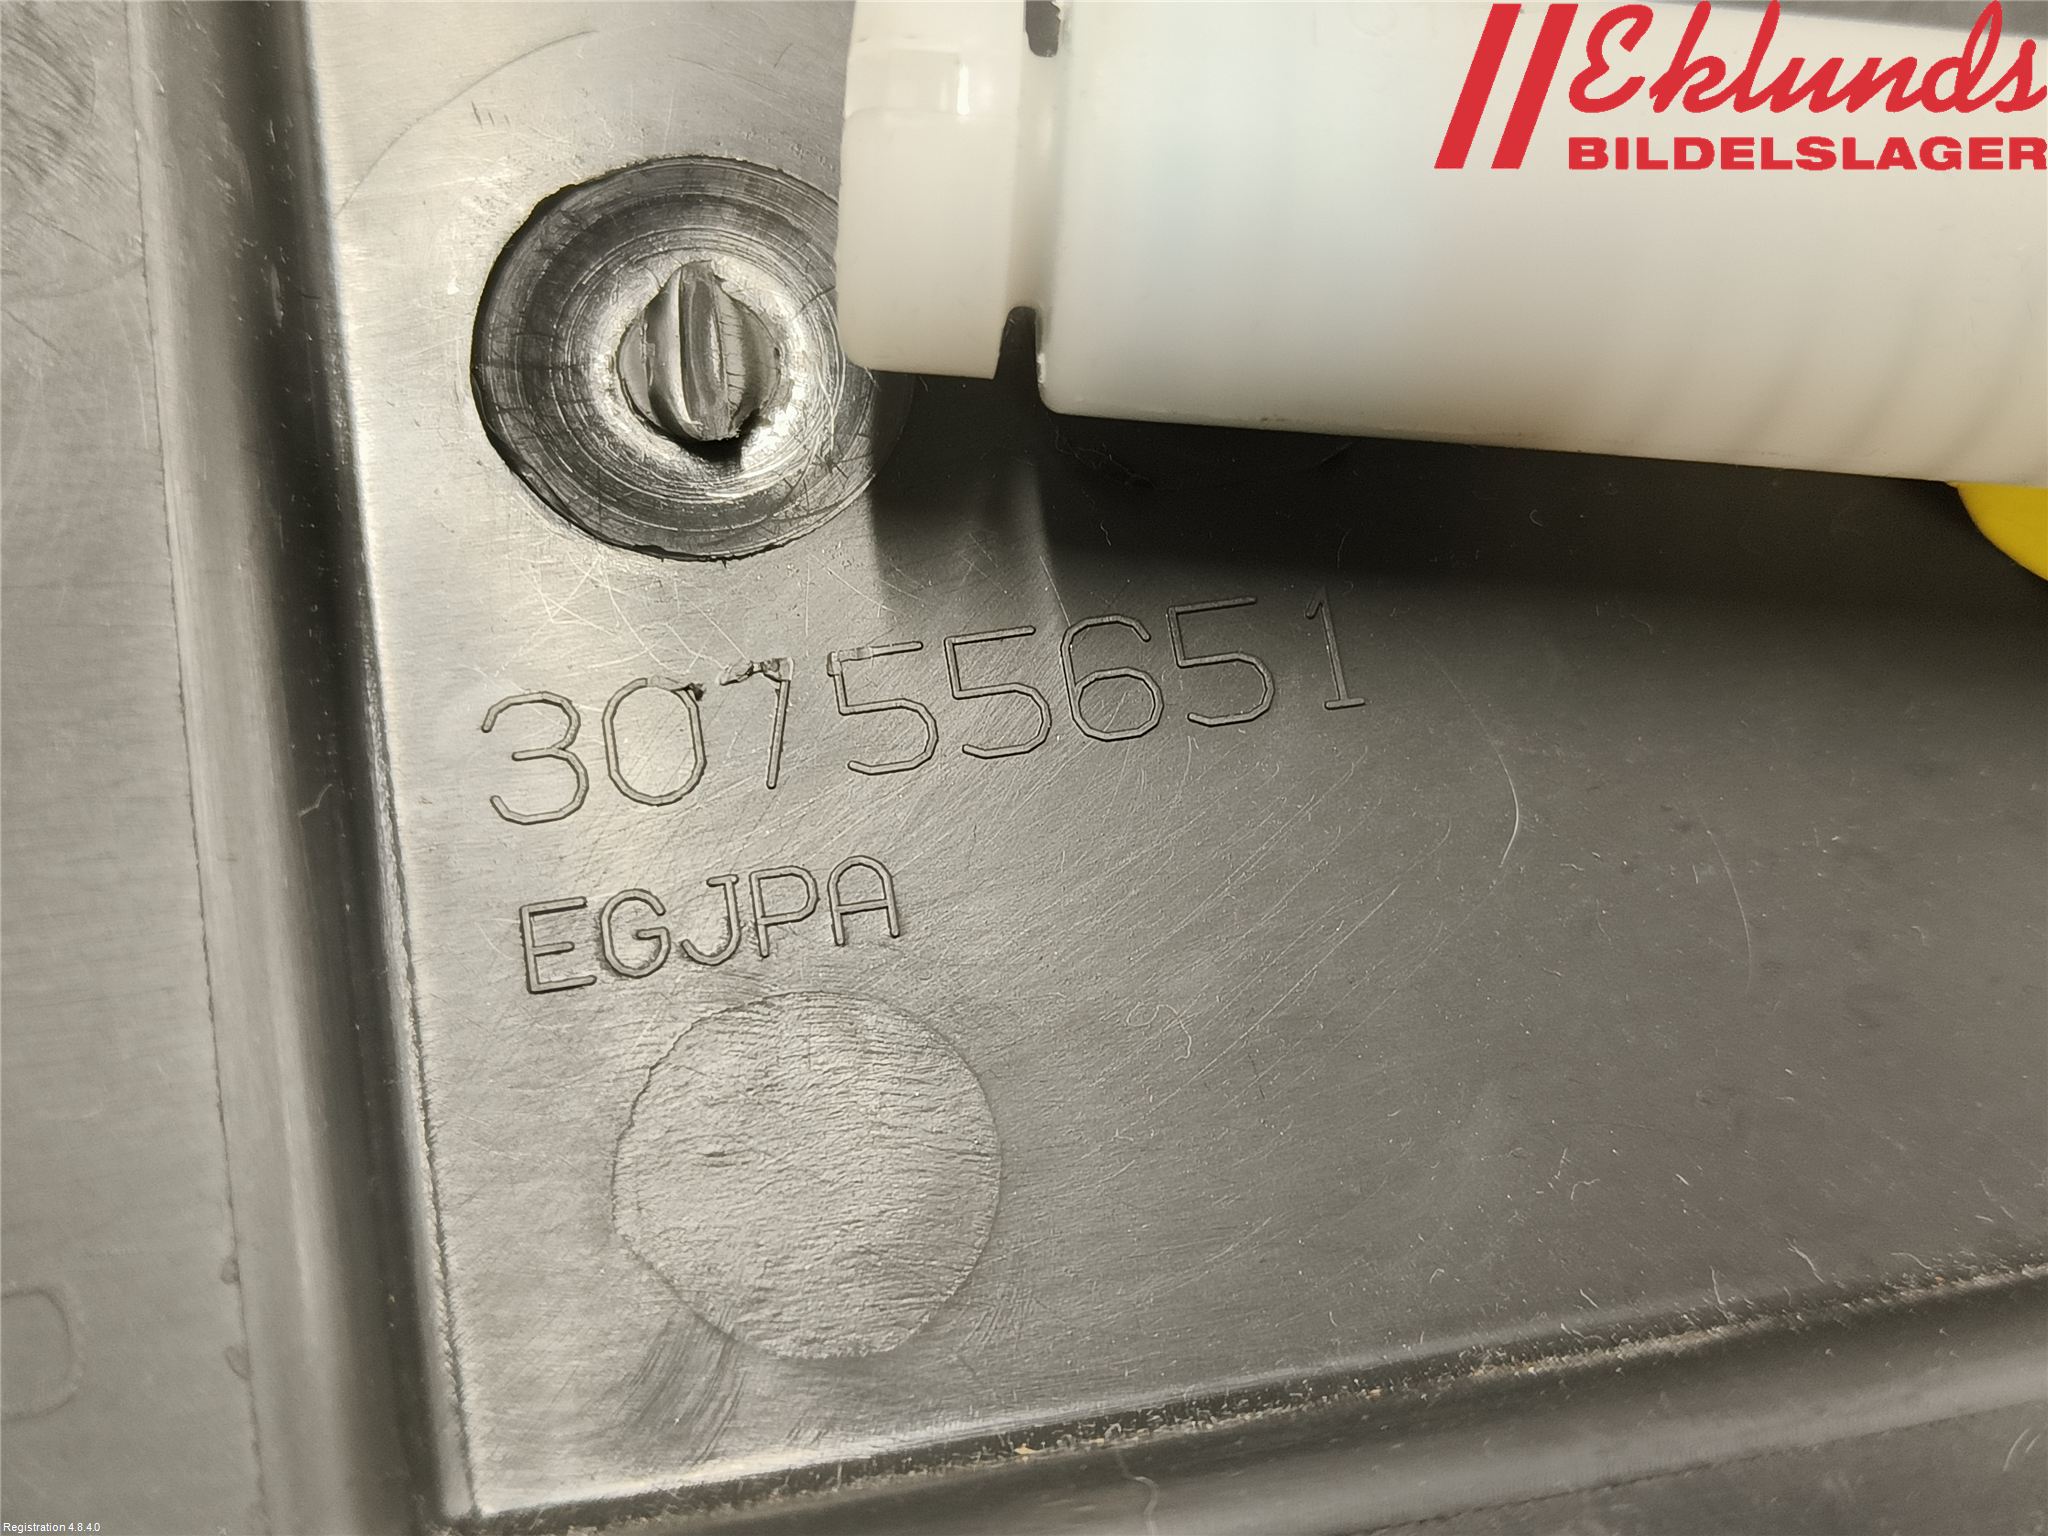 Eklunds
BILDELSLAGER
30755651
EGJPA
Registration 4.8.4.0